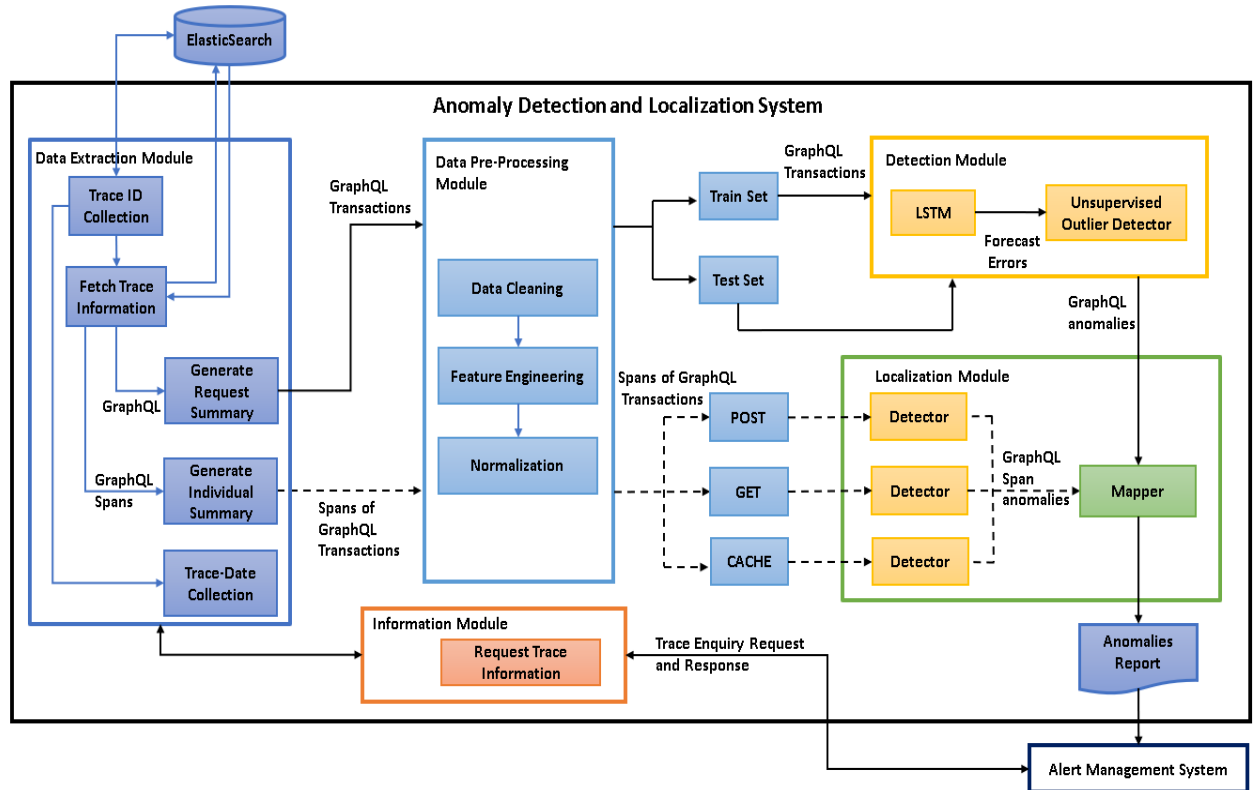 ElasticSearch
Anomaly Detection and Localization System
Data Extraction Module
Trace ID
Collection
Fetch Trace
Information
GraphQL
Generate
Request
Summary
GraphQL
Spans
Generate
Individual
Summary
Trace-Date
Collection
GraphQL
Transactions
Spans of
GraphQL
Transactions
Data Pre-Processing
Module
Data Cleaning
Feature Engineering
Normalization
Train Set
Test Set
GraphQL
Transactions
Detection Module
LSTM
Forecast
Errors
Unsupervised
Outlier Detector
GraphQL
anomalies
Spans of GraphQL
Transactions
POST
GET
CACHE
Localization Module
Detector
Detector
Detector
GraphQL
Span
anomalies
Mapper
Information Module
Request Trace
Information
Trace Enquiry Request
and Response
Anomalies
Report
Alert Management System